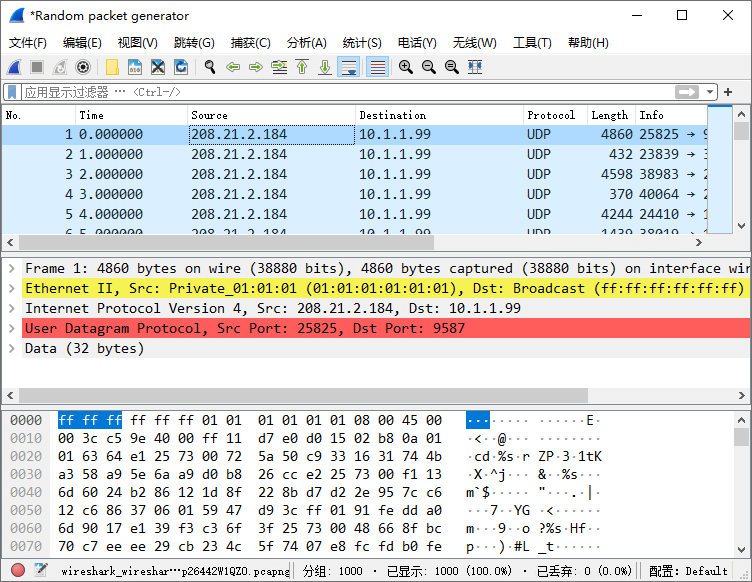 *Random packet generator
文件(F) 编辑(E) 视图(V) 跳转(G) 捕获(C) 分析(A) 统计(S) 电话(Y) 无线(W) 工具(T) 帮助(H)
应用显示过滤器 … <Ctrl-/>
No. Time Source Destination Protocol Length Info
1 0.000000 208.21.2.184 10.1.1.99 UDP 4860 25825 → 9
2 1.000000 208.21.2.184 10.1.1.99 UDP 432 23839 → 3
3 2.000000 208.21.2.184 10.1.1.99 UDP 4598 38983 → 2
4 3.000000 208.21.2.184 10.1.1.99 UDP 370 40064 → 2
5 4.000000 208.21.2.184 10.1.1.99 UDP 4244 24410 → 1
6 5.000000 208.21.2.184 10.1.1.99 UDP 1439 38019 → 1
Frame 1: 4860 bytes on wire (38880 bits), 4860 bytes captured (38880 bits) on interface wir
Ethernet II, Src: Private_01:01:01 (01:01:01:01:01:01), Dst: Broadcast (ff:ff:ff:ff:ff:ff)
Internet Protocol Version 4, Src: 208.21.2.184, Dst: 10.1.1.99
User Datagram Protocol, Src Port: 25825, Dst Port: 9587
Data (32 bytes)
0000 ff ff ff ff ff ff 01 01 01 01 01 01 08 00 45 00 ········ ······E·
0010 00 3c c5 9e 40 00 ff 11 d7 e0 d0 15 02 b8 0a 01 ·<··@··· ········
0020 01 63 64 e1 25 73 00 72 5a 50 c9 33 16 31 74 4b ·cd·%s·r ZP·3·1tK
0030 a3 58 a9 5e 6a a9 d0 b8 26 cc e2 25 73 00 f1 13 ·X·^j··· &··%s···
0040 6d 60 24 b2 86 12 1d 8f 22 8b d7 d2 2e 95 7c c6 m`$····· "···.·|·
0050 12 c6 86 37 06 01 59 47 d9 3c ff 01 91 fe dd a0 ···7··YG ·<······
0060 6d 90 17 e1 39 f3 c3 6f 3f 25 73 00 48 66 8f bc m···9··o ?%s·Hf··
0070 70 c7 ee ee 29 cb 23 4c 5f 74 07 e8 fc fd b0 fe p···)·#L _t······
wireshark_wireshar…p26442W1QZ0.pcapng 分组: 1000 · 已显示: 1000 (100.0%) · 已丢弃: 0 (0.0%) 配置: Default